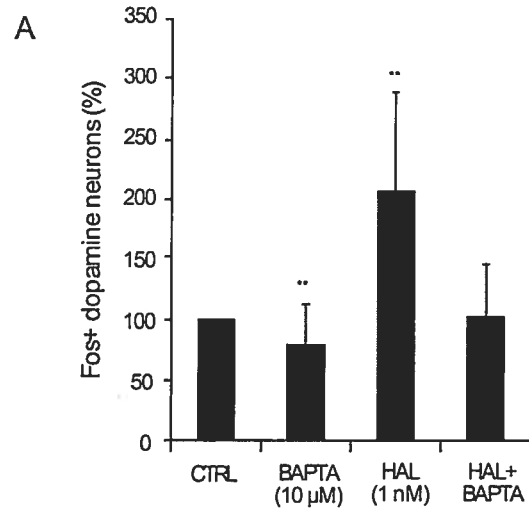 A
Fos+ dopamine neurons (%)
350
300
250
200
150
100
50
0
**
**
CTRL
BAPTA
(10 µM)
HAL
(1 nM)
HAL+
BAPTA